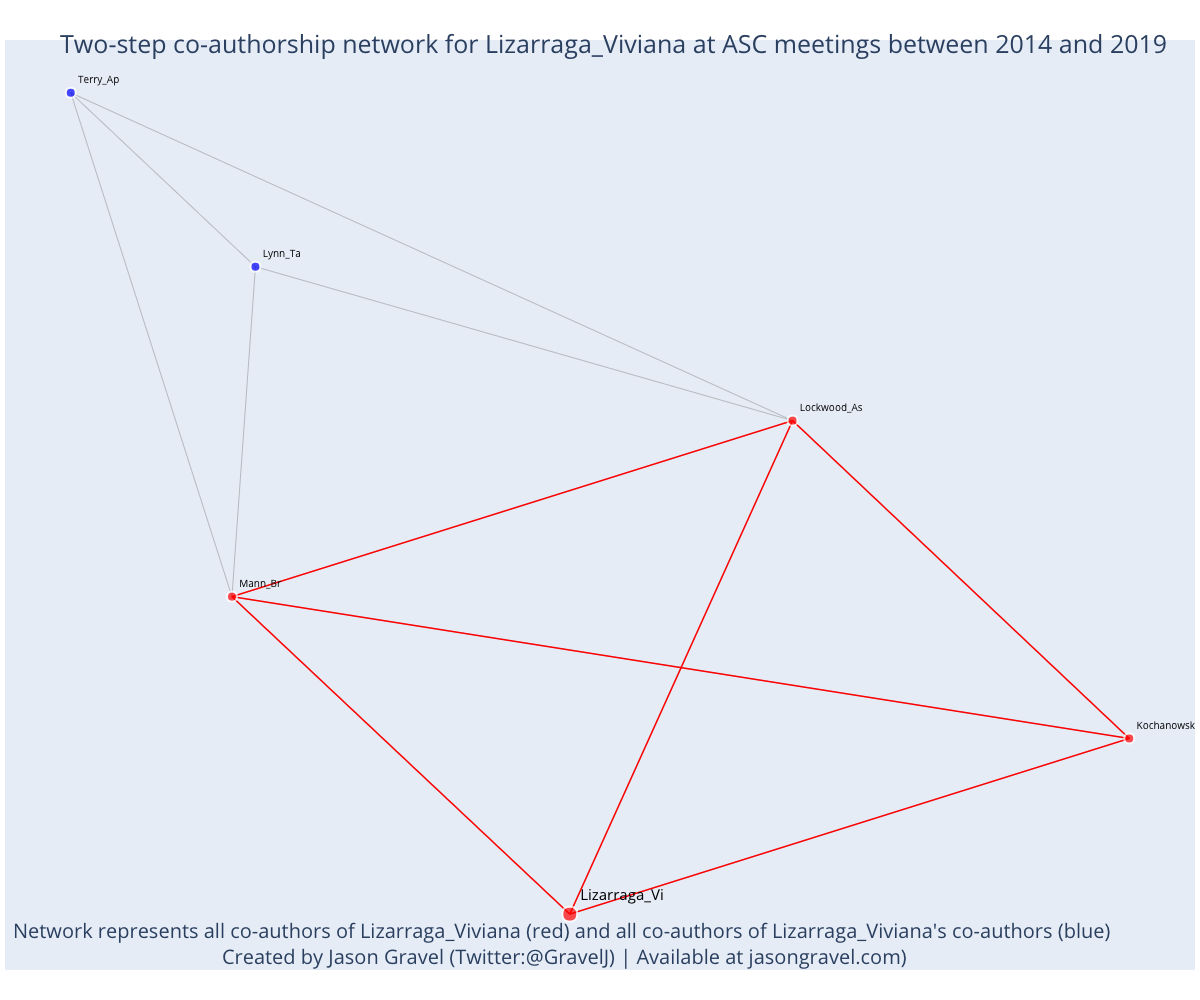 Two-step co-authorship network for Lizarraga_Viviana at ASC meetings between 2014 and 2019
Terry_Ap
Lynn_Ta
Lockwood_As
Mann_Br
Kochanowsk
Lizarraga_Vi
Network represents all co-authors of Lizarraga_Viviana (red) and all co-authors of Lizarraga_Viviana's co-authors (blue)
Created by Jason Gravel (Twitter:@GravelJ) | Available at jasongravel.com)